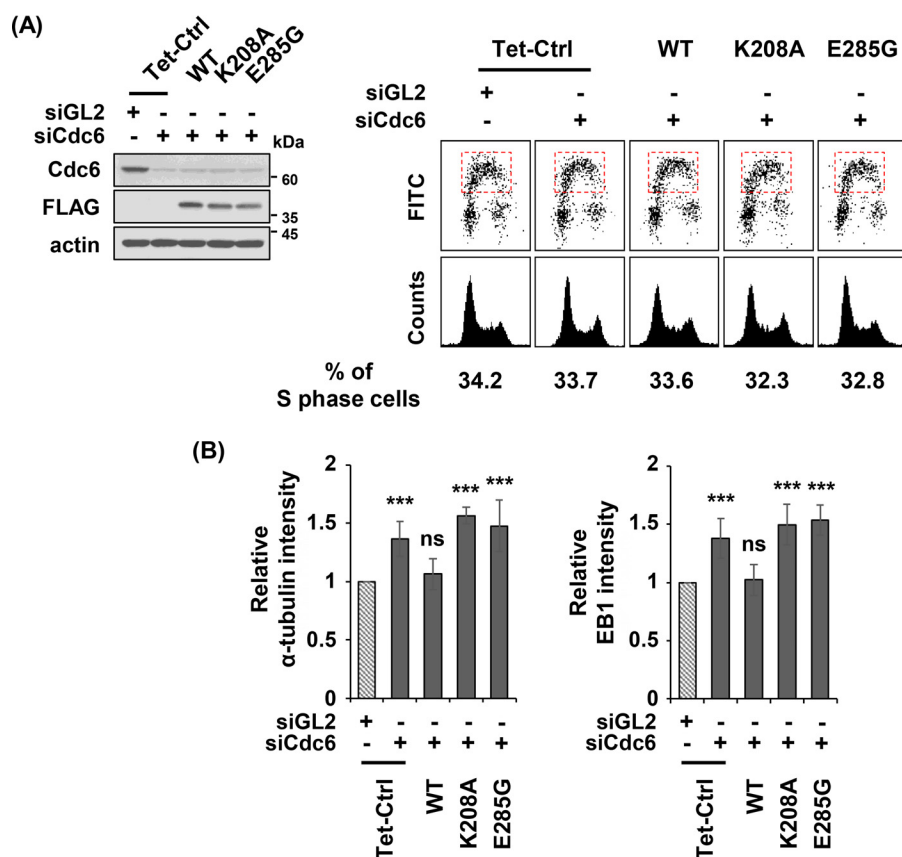 (A)
Tet-Ctrl
WT
K208A
E285G
siGL2 + - - - -
siCdc6 - + + + + kDa
Cdc6 60
FLAG 35
actin 45
Tet-Ctrl WT K208A E285G
siGL2 + - - - -
siCdc6 - + + + +
FITC
Counts
% of
S phase cells
34.2 33.7 33.6 32.3 32.8
(B)
Relative
α-tubulin intensity
2
1.5
1
0.5
0
*** ns *** ***
siGL2 + - - - -
siCdc6 - + + + +
Tet-Ctrl
WT
K208A
E285G
Relative
EB1 intensity
2
1.5
1
0.5
0
*** ns *** ***
siGL2 + - - - -
siCdc6 - + + + +
Tet-Ctrl
WT
K208A
E285G